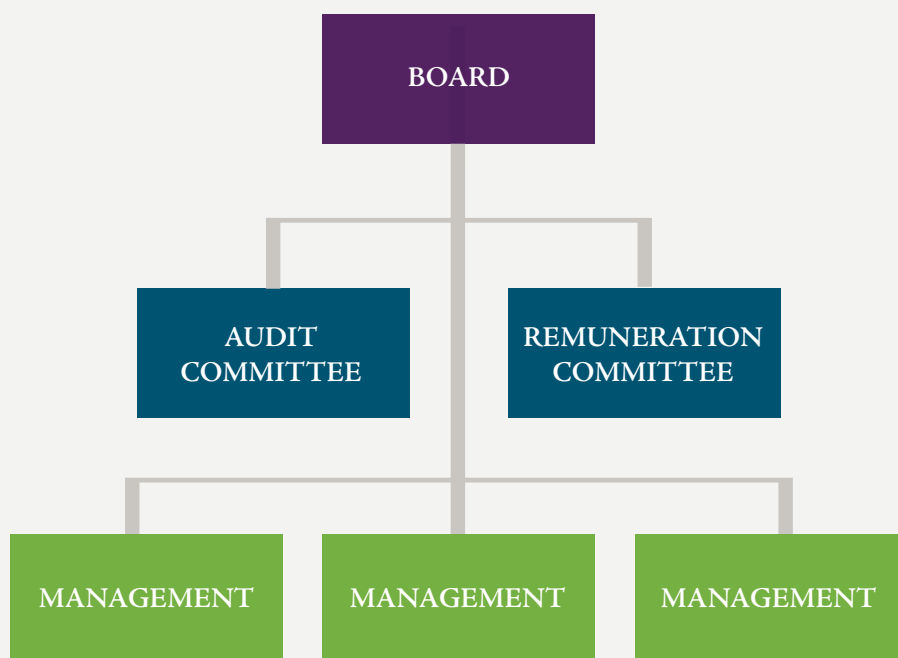 BOARD
AUDIT
COMMITTEE
REMUNERATION
COMMITTEE
MANAGEMENT
MANAGEMENT
MANAGEMENT